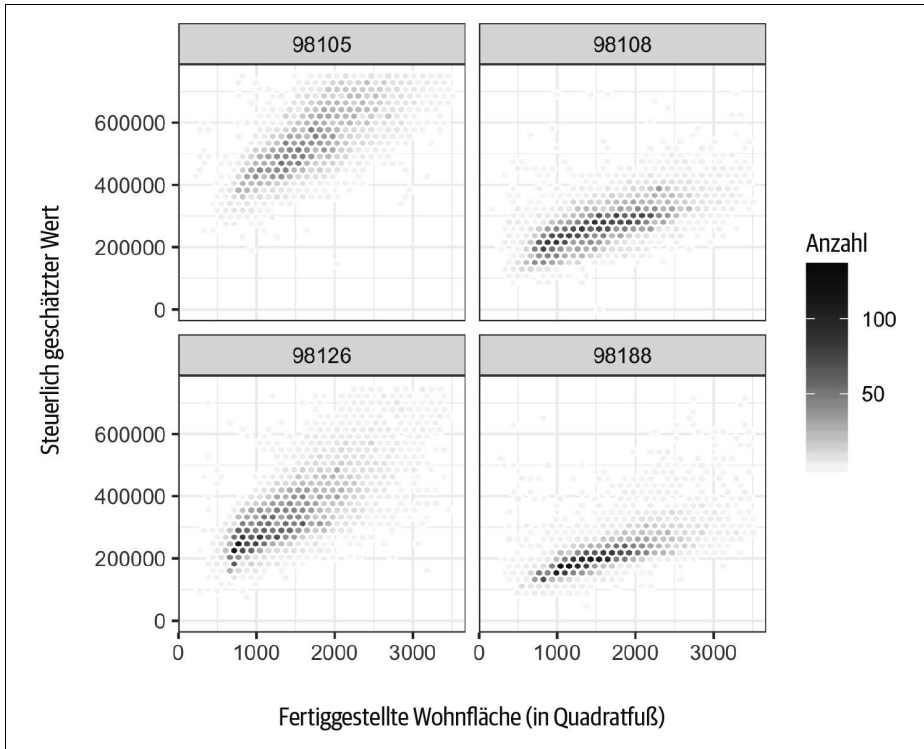 98105
98108
600000
400000
200000
0
98126
98188
600000
400000
200000
0
0 1000 2000 3000
0 1000 2000 3000
Steuerlich geschätzter Wert
Fertiggestellte Wohnfläche (in Quadratfuß)
Anzahl
100
50